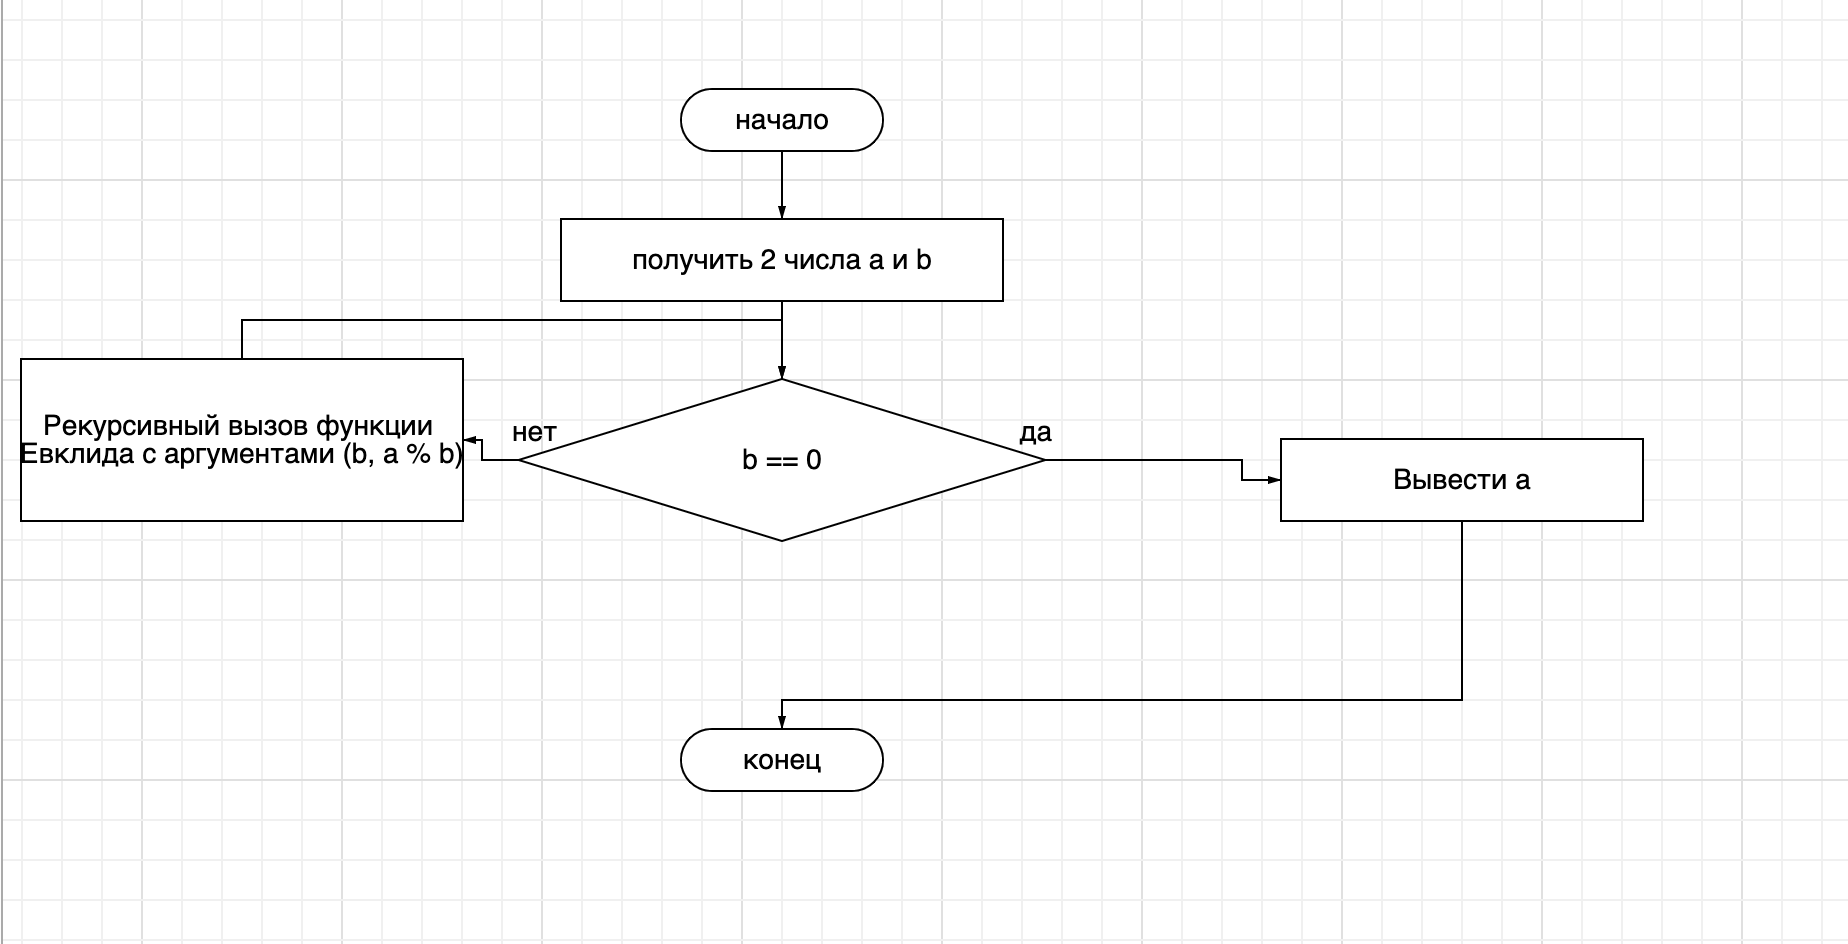 начало
получить 2 числа a и b
Рекурсивный вызов функции
Евклида с аргументами (b, a % b)
нет
b == 0
да
Вывести a
конец